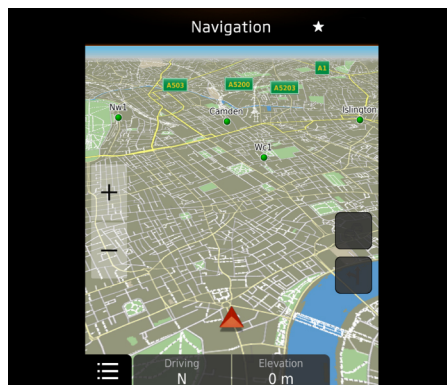 Navigation
A1
A503
A5200
A5203
Nw1
Camden
Islington
Wc1
+
−
Driving
Elevation
N
0 m